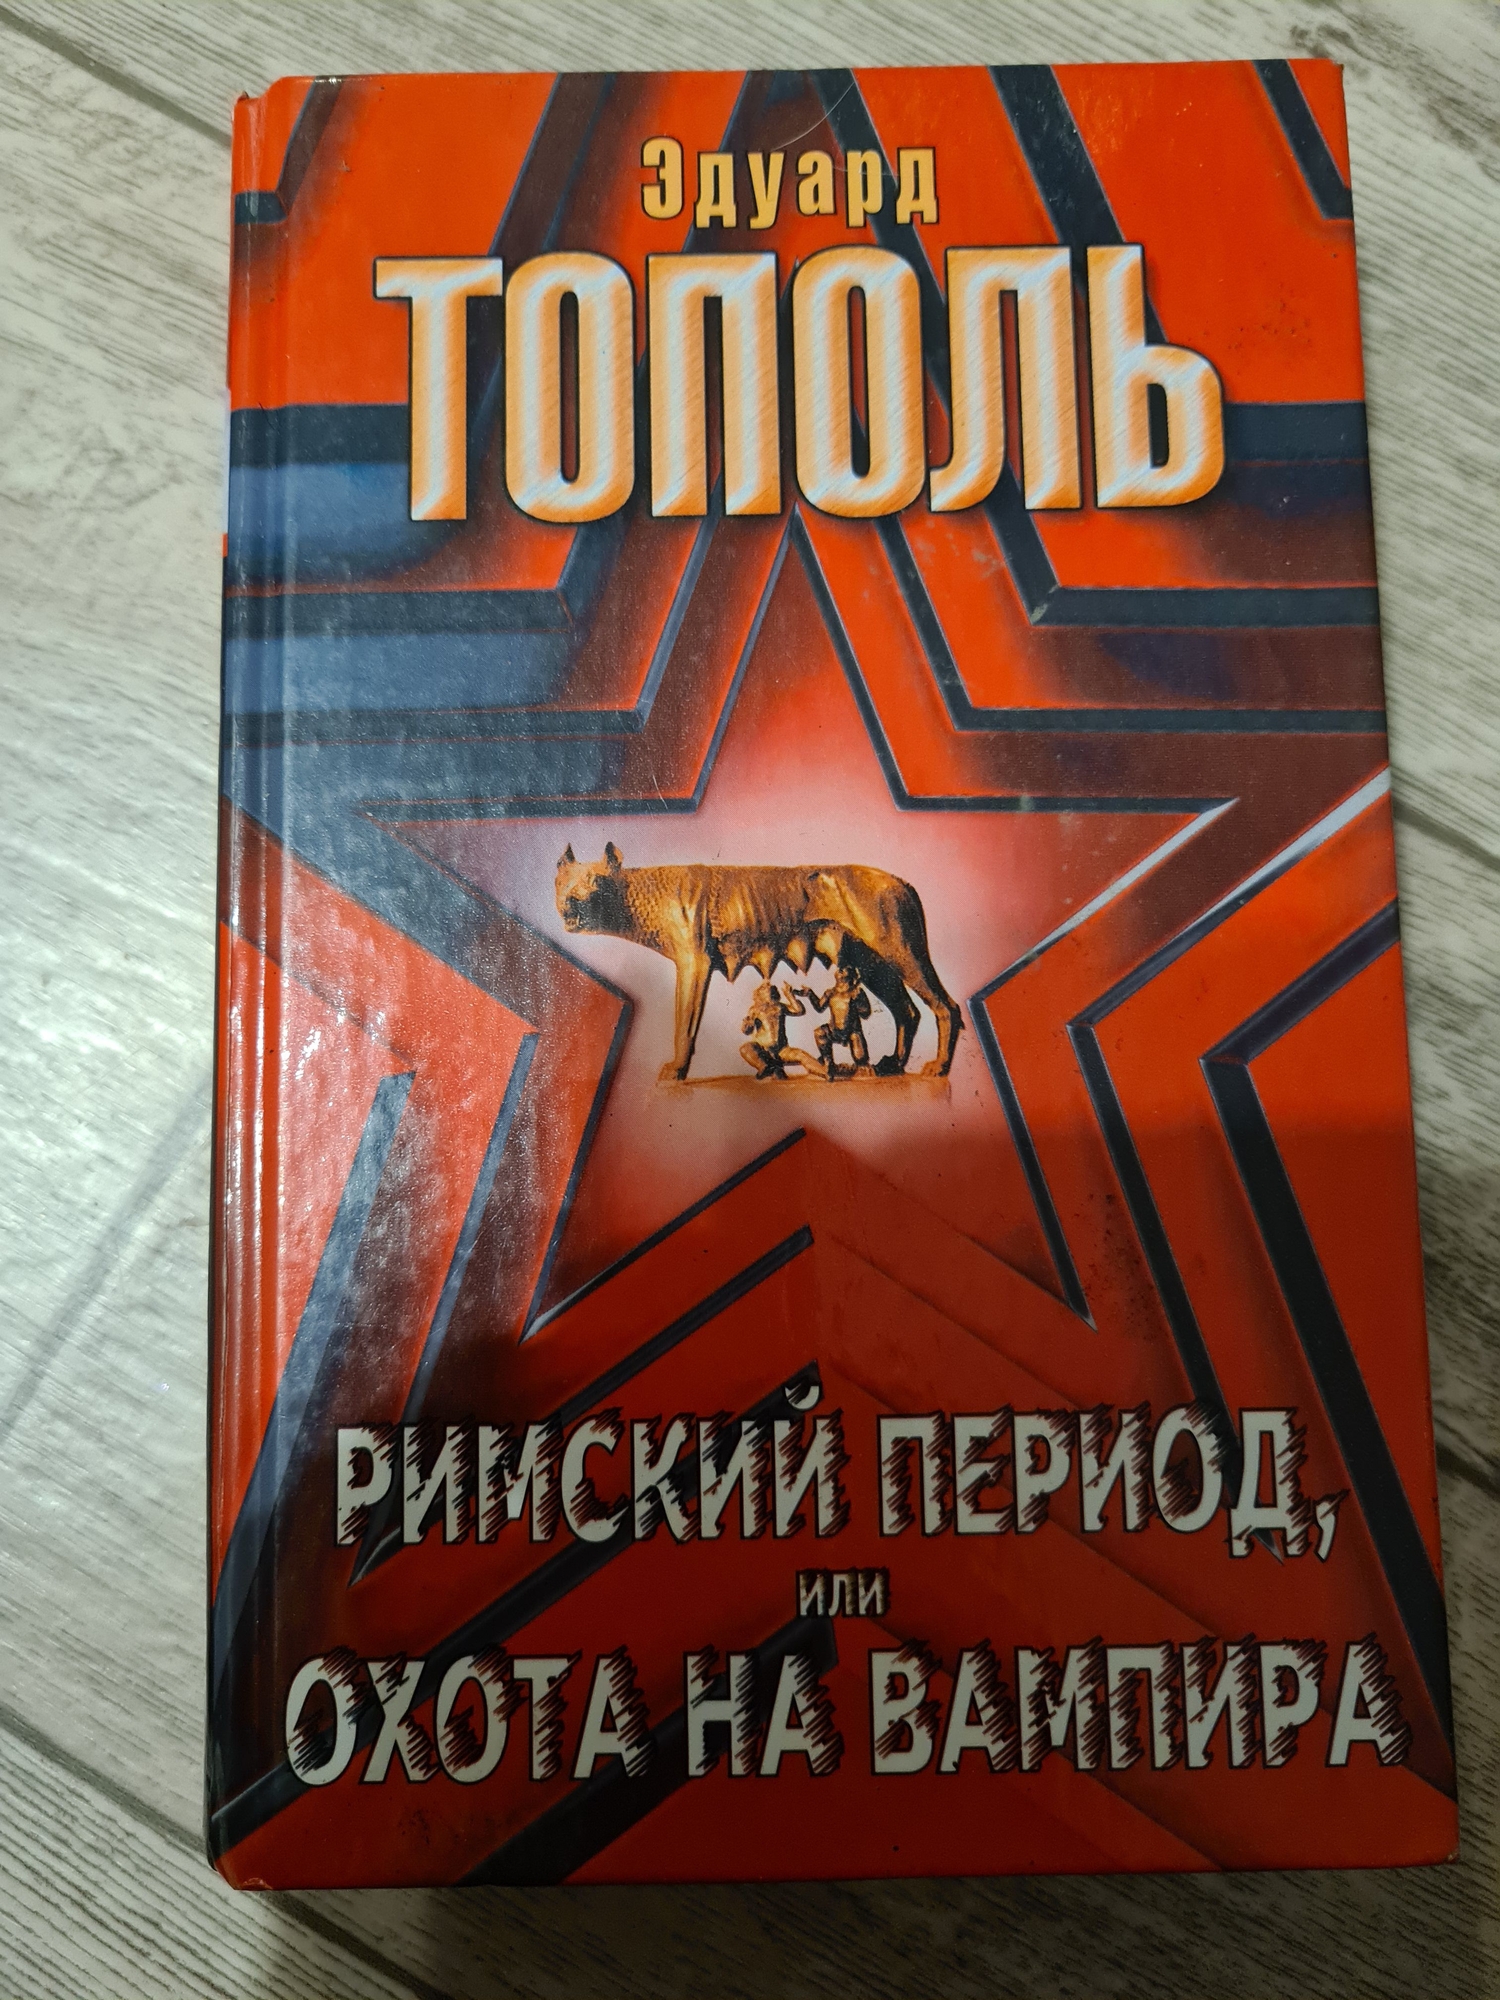 Эдуард
ТОПОЛЬ
РИМСКИЙ ПЕРИОД,
ИЛИ
ОХОТА НА ВАМПИРА